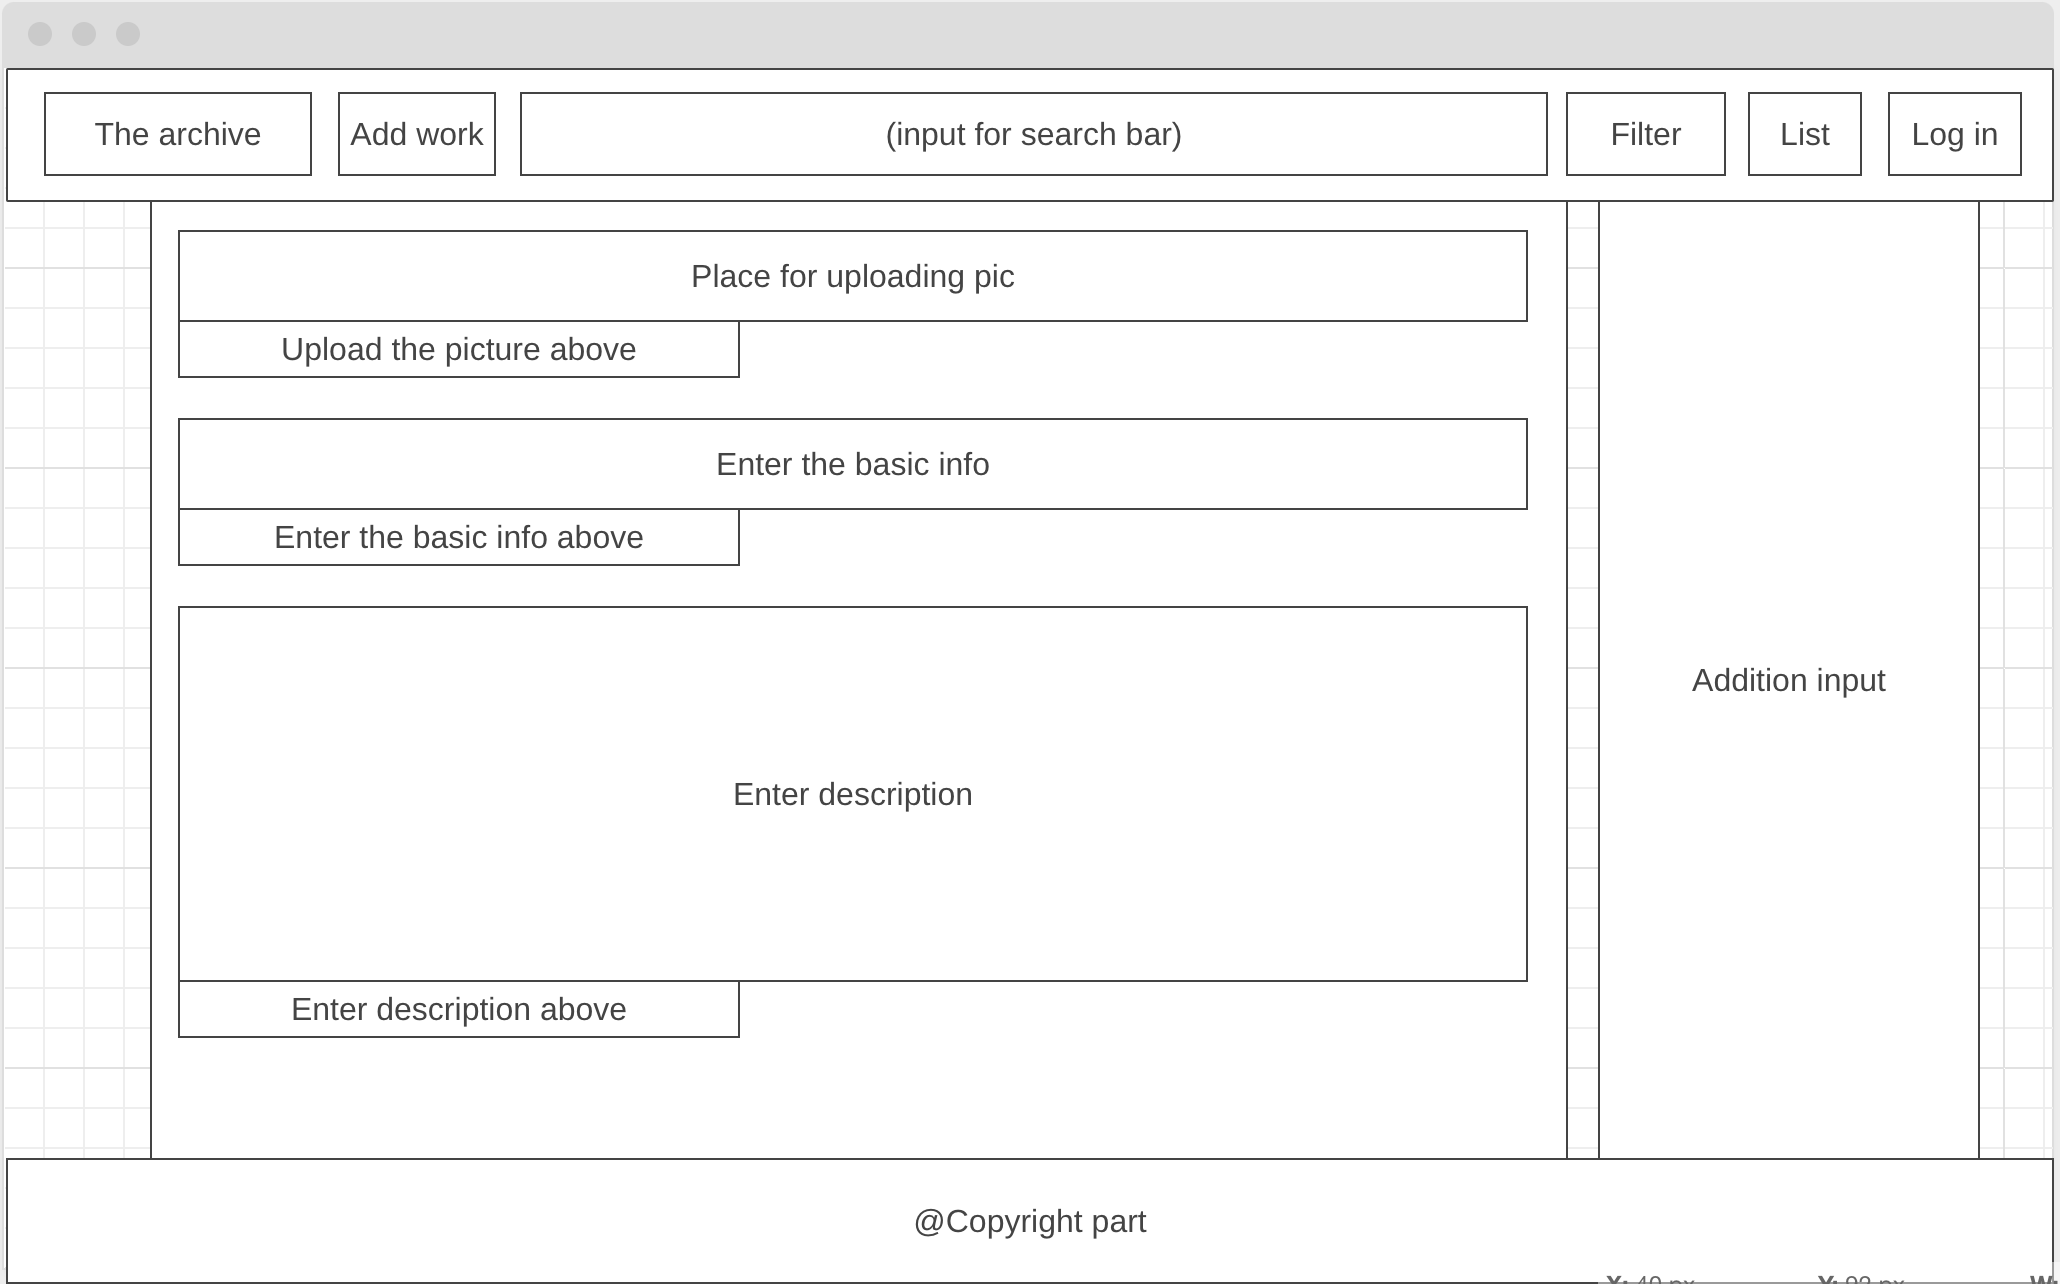 The archive
Add work
(input for search bar)
Filter
List
Log in
Place for uploading pic
Upload the picture above
Enter the basic info
Enter the basic info above
Enter description
Enter description above
Addition input
@Copyright part